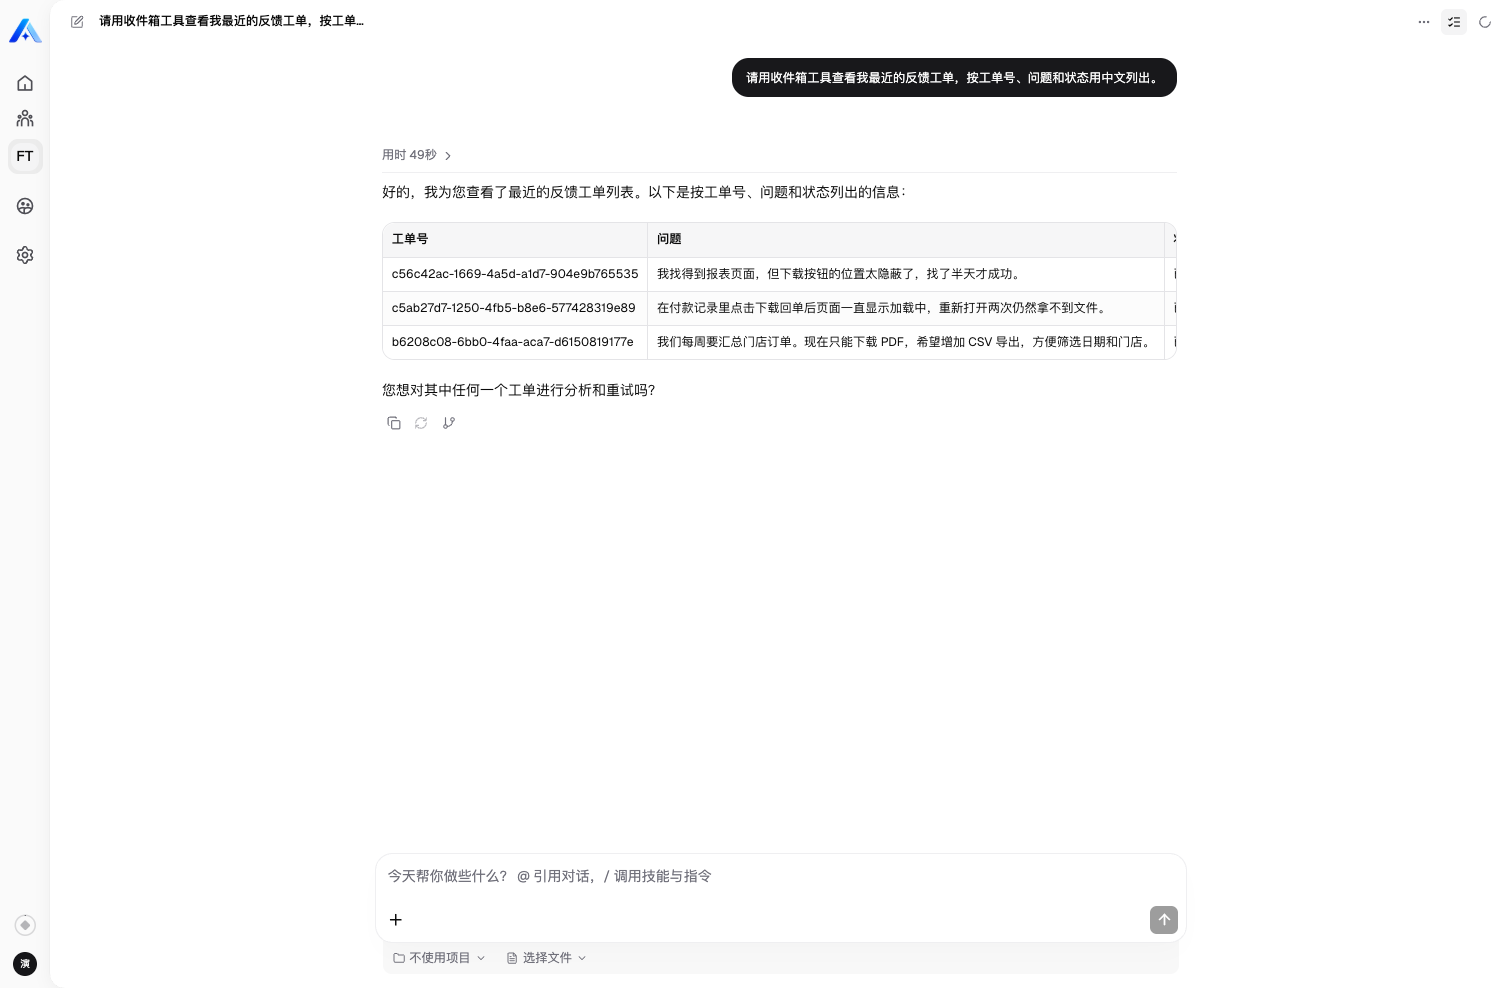 请用收件箱工具查看我最近的反馈工单，按工单...
请用收件箱工具查看我最近的反馈工单，按工单号、问题和状态用中文列出。
FT
用时 49秒
好的，我为您查看了最近的反馈工单列表。以下是按工单号、问题和状态列出的信息：
工单号 问题
c56c42ac-1669-4a5d-a1d7-904e9b765535 我找得到报表页面，但下载按钮的位置太隐蔽了，找了半天才成功。
c5ab27d7-1250-4fb5-b8e6-577428319e89 在付款记录里点击下载回单后页面一直显示加载中，重新打开两次仍然拿不到文件。
b6208c08-6bb0-4faa-aca7-d6150819177e 我们每周要汇总门店订单。现在只能下载 PDF，希望增加 CSV 导出，方便筛选日期和门店。
您想对其中任何一个工单进行分析和重试吗？
今天帮你做些什么？ @ 引用对话，/ 调用技能与指令
不使用项目 选择文件
演